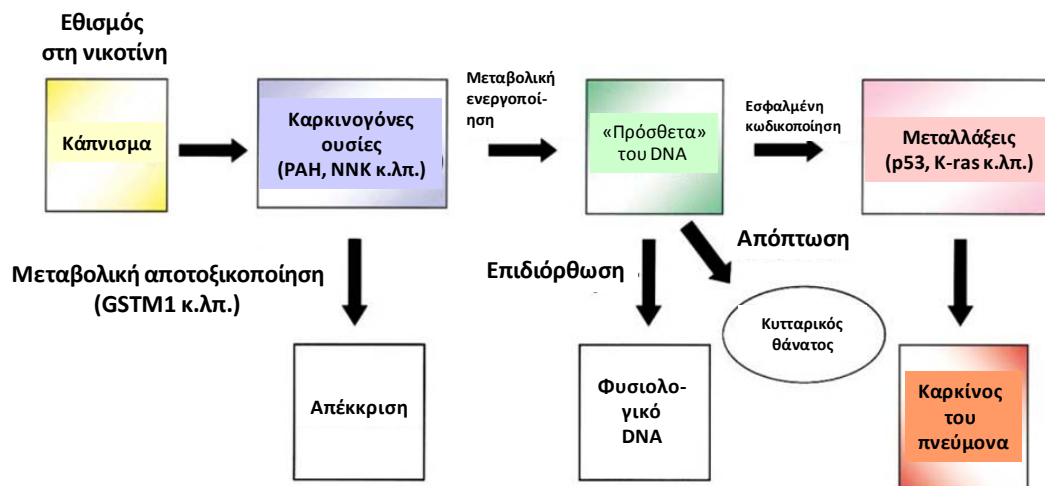 Εθισμός
στη νικοτίνη
Κάπνισμα
Καρκινογόνες
ουσίες
(PAH, NNK κ.λπ.)
Μεταβολική
ενεργοποί-
ηση
«Πρόσθετα»
του DNA
Εσφαλμένη
κωδικοποίηση
Μεταλλάξεις
(p53, K-ras κ.λπ.)
Μεταβολική αποτοξικοποίηση
(GSTM1 κ.λπ.)
Επιδιόρθωση
Απόπτωση
Κυτταρικός
θάνατος
Απέκκριση
Φυσιολο-
γικό
DNA
Καρκίνος
του
πνεύμονα